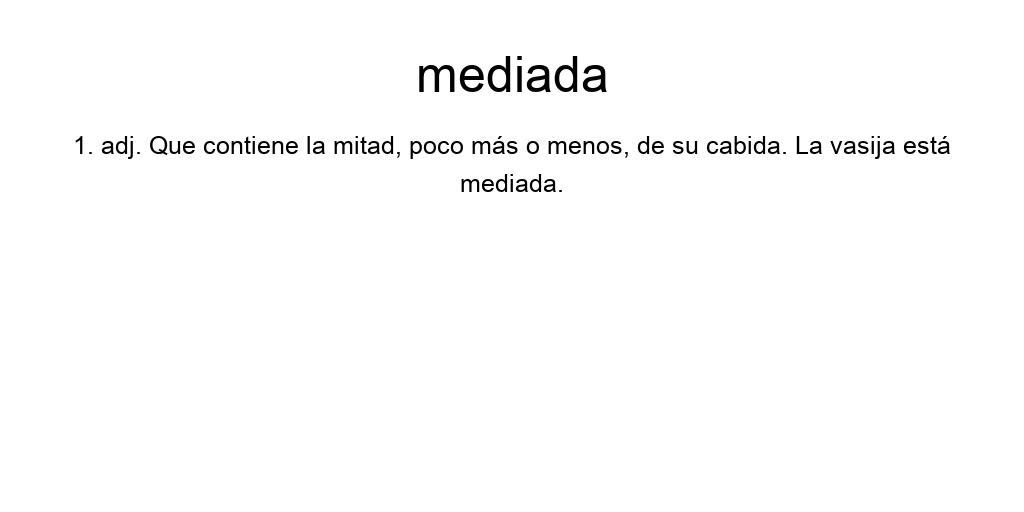 mediada
1. adj. Que contiene la mitad, poco más o menos, de su cabida. La vasija está
mediada.